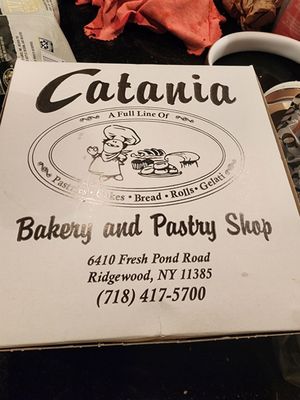 Catania
A Full Line Of
Pastries • Cakes • Bread • Rolls • Gelati
Bakery and Pastry Shop
6410 Fresh Pond Road
Ridgewood, NY 11385
(718) 417-5700